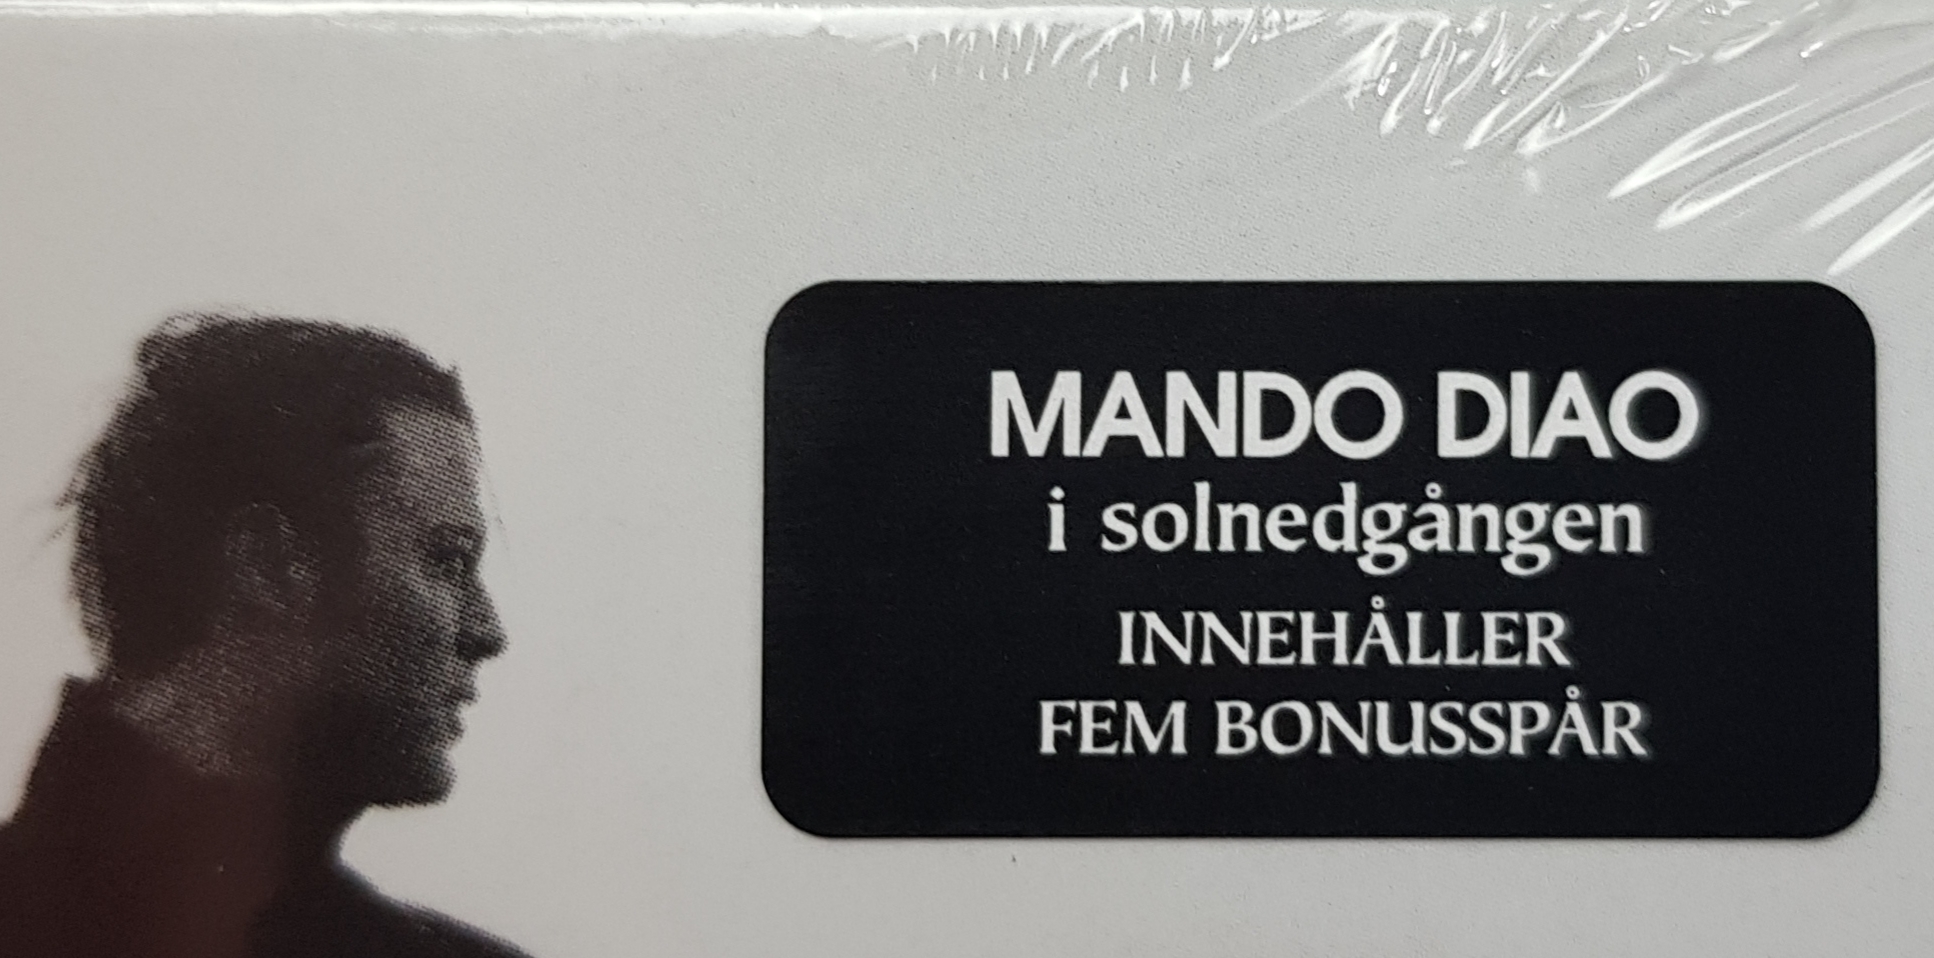 MANDO DIAO
i solnedgången
INNEHÅLLER
FEM BONUSSPÅR